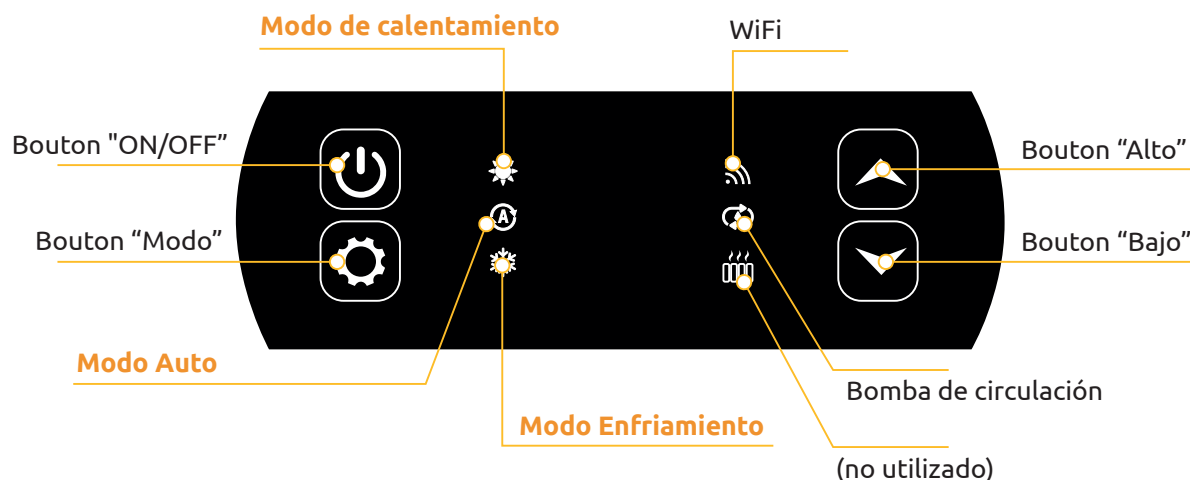 Modo de calentamiento
WiFi
Bouton "ON/OFF”
Bouton “Alto”
A
Bouton “Modo”
Bouton “Bajo”
Modo Auto
Bomba de circulación
Modo Enfriamiento
(no utilizado)